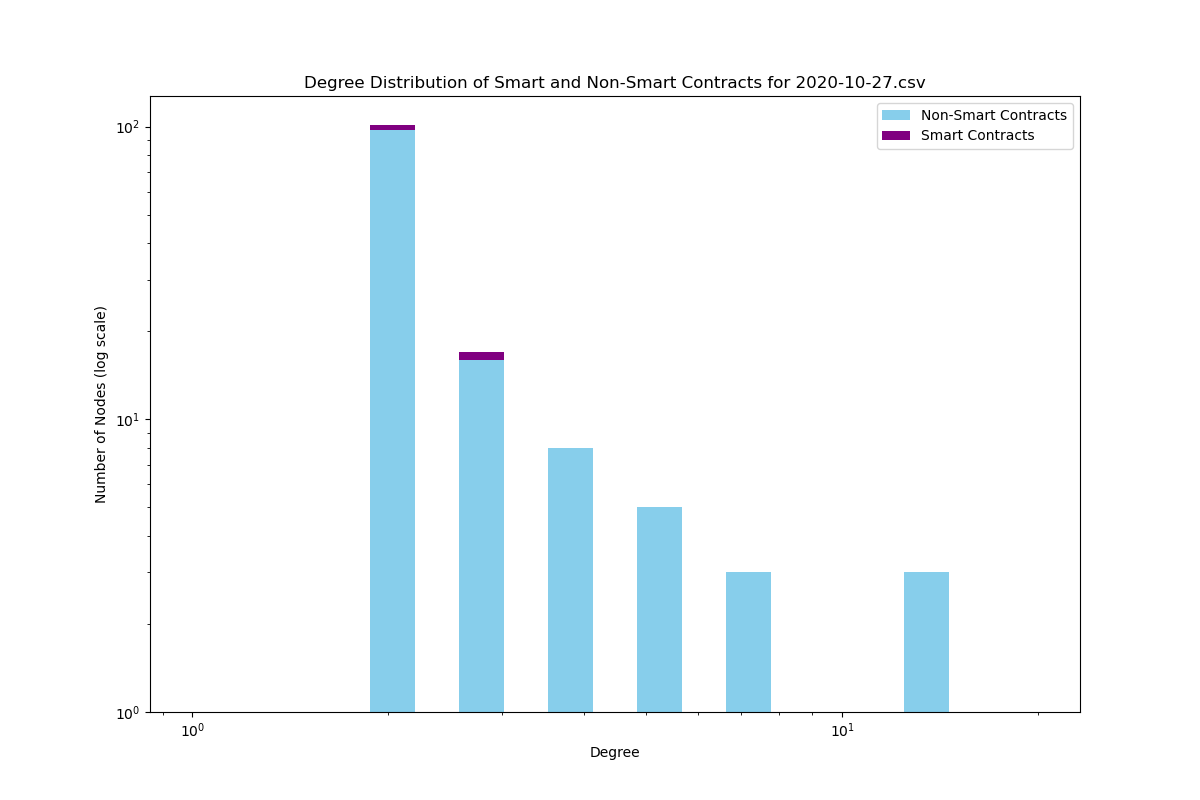 Degree Distribution of Smart and Non-Smart Contracts for 2020-10-27.csv
Non-Smart Contracts
Smart Contracts
Number of Nodes (log scale)
10²
10¹
10⁰
10⁰ 10¹
Degree